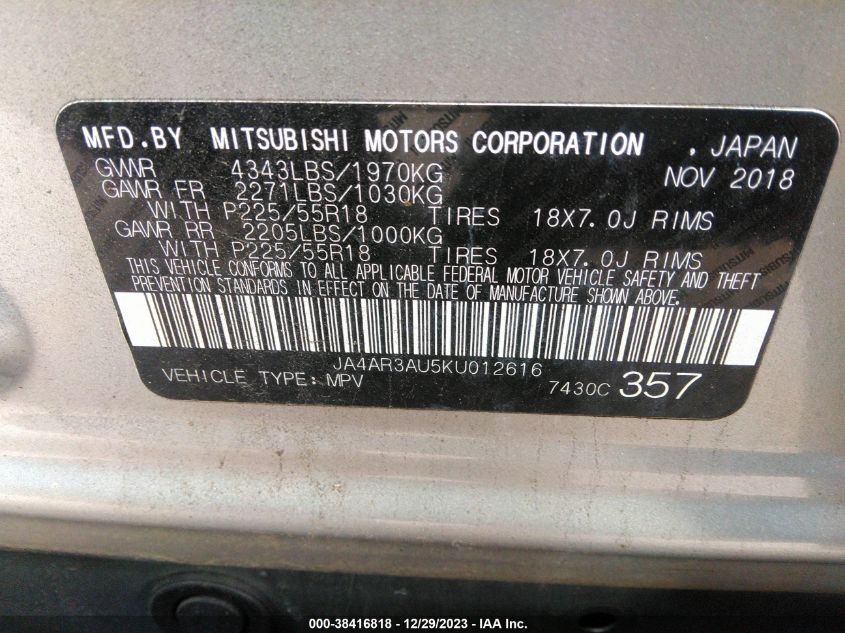 MFD.BY MITSUBISHI MOTORS CORPORATION , JAPAN
GVWR 4343LBS/1970KG NOV 2018
GAWR FR 2271LBS/1030KG
WITH P225/55R18 TIRES 18X7.0J RIMS
GAWR RR 2205LBS/1000KG
WITH P225/55R18 TIRES 18X7.0J RIMS
THIS VEHICLE CONFORMS TO ALL APPLICABLE FEDERAL MOTOR VEHICLE SAFETY AND THEFT
PREVENTION STANDARDS IN EFFECT ON THE DATE OF MANUFACTURE SHOWN ABOVE.
JA4AR3AU5KU012616
VEHICLE TYPE: MPV 7430C 357
000-38416818 - 12/29/2023 - IAA Inc.